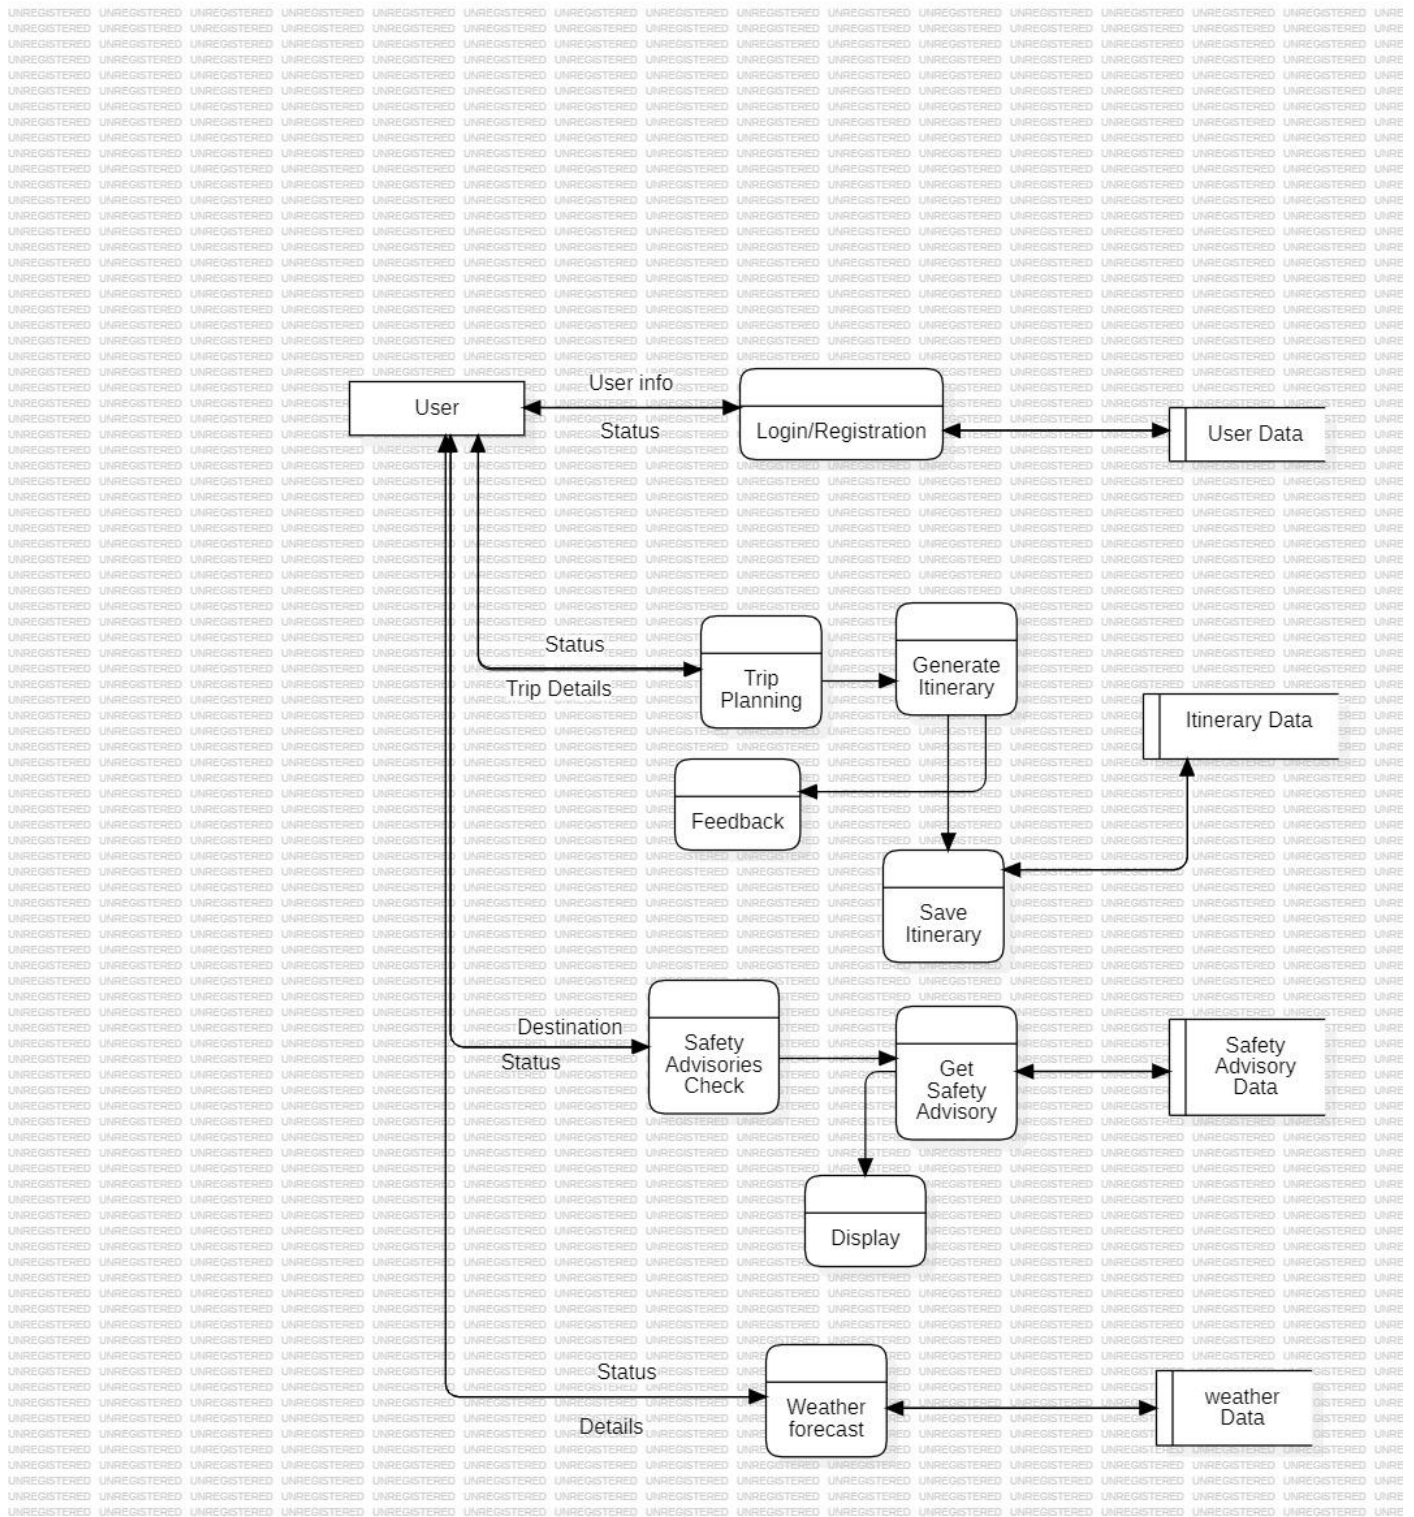 User info
User
Status
Login/Registration
User Data
Status
Trip Details
Trip
Planning
Generate
Itinerary
Itinerary Data
Feedback
Save
Itinerary
Destination
Status
Safety
Advisories
Check
Get
Safety
Advisory
Safety
Advisory
Data
Display
Status
Details
Weather
forecast
weather
Data
UNREGISTERED